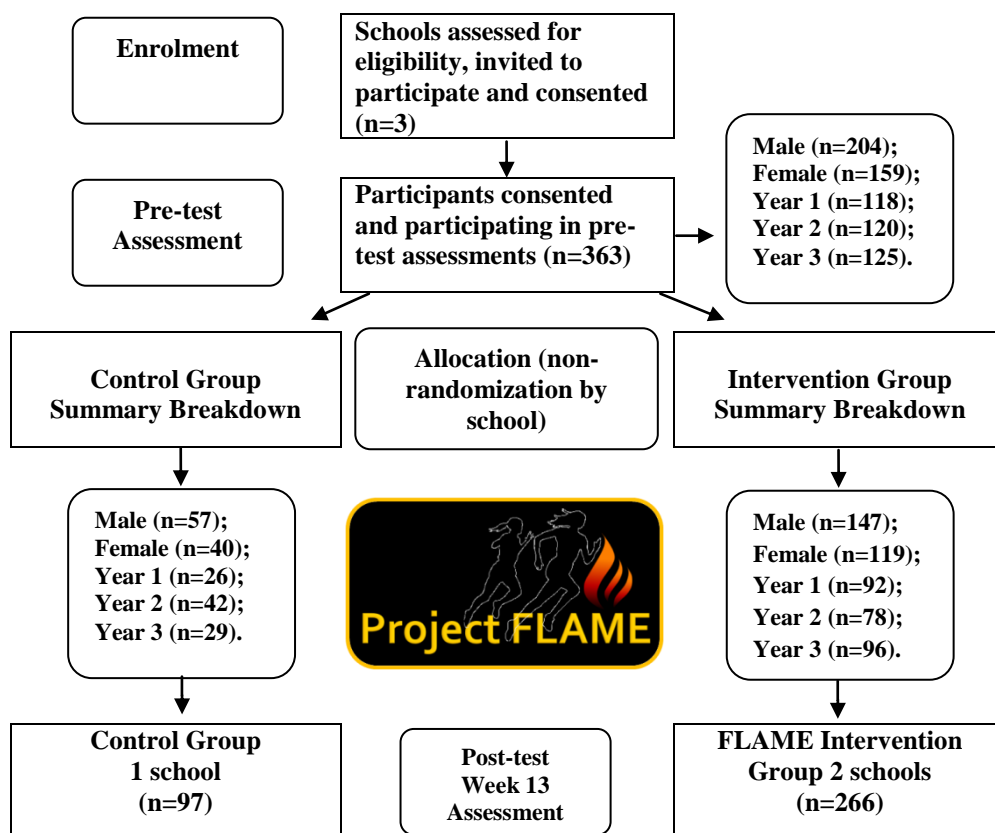 Enrolment
Schools assessed for
eligibility, invited to
participate and consented
(n=3)
Pre-test
Assessment
Participants consented
and participating in pre-
test assessments (n=363)
Male (n=204);
Female (n=159);
Year 1 (n=118);
Year 2 (n=120);
Year 3 (n=125).
Control Group
Summary Breakdown
Allocation (non-
randomization by
school)
Intervention Group
Summary Breakdown
Male (n=57);
Female (n=40);
Year 1 (n=26);
Year 2 (n=42);
Year 3 (n=29).
Project FLAME
Male (n=147);
Female (n=119);
Year 1 (n=92);
Year 2 (n=78);
Year 3 (n=96).
Control Group
1 school
(n=97)
Post-test
Week 13
Assessment
FLAME Intervention
Group 2 schools
(n=266)